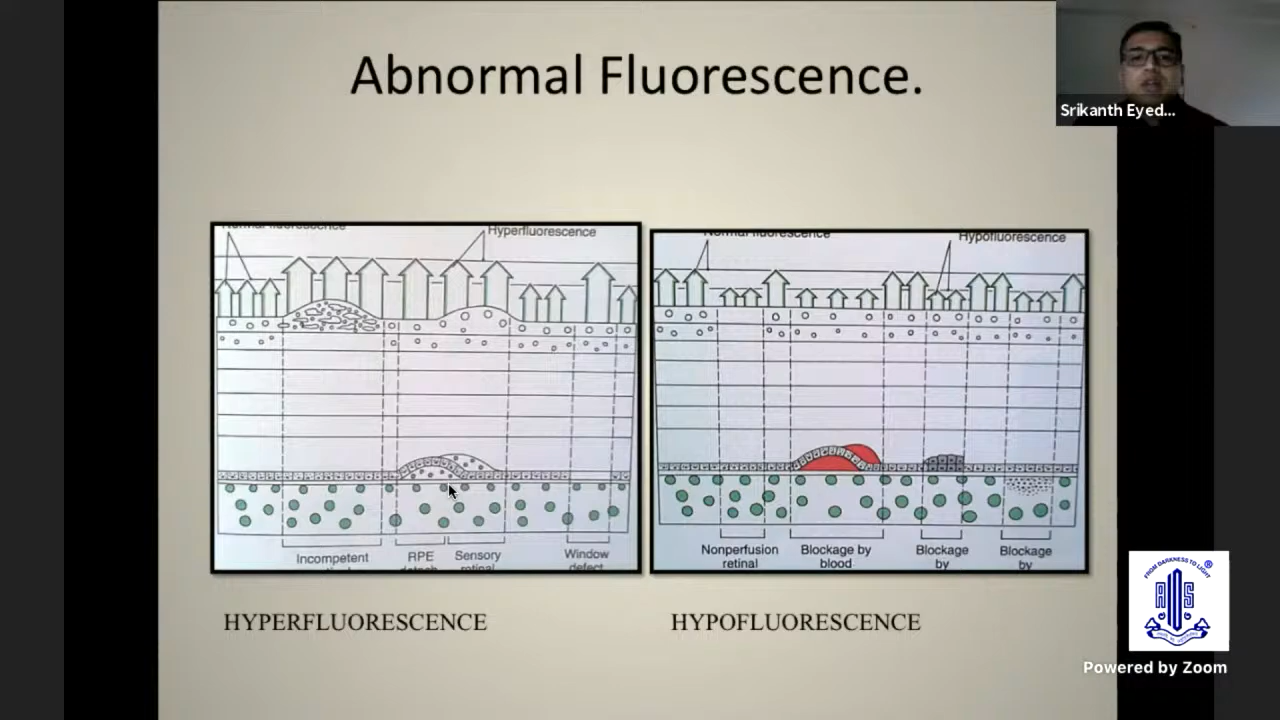 Abnormal Fluorescence.
Srikanth Eyed...
Normal fluorescence
Hyperfluorescence
Incompetent
RPE
detach
Sensory
retinal
Window
defect
Normal fluorescence
Hypofluorescence
Nonperfusion
retinal
Blockage by
blood
Blockage
by
Blockage
by
HYPERFLUORESCENCE
HYPOFLUORESCENCE
FROM DARKNESS TO LIGHT
AIOS
Powered by Zoom